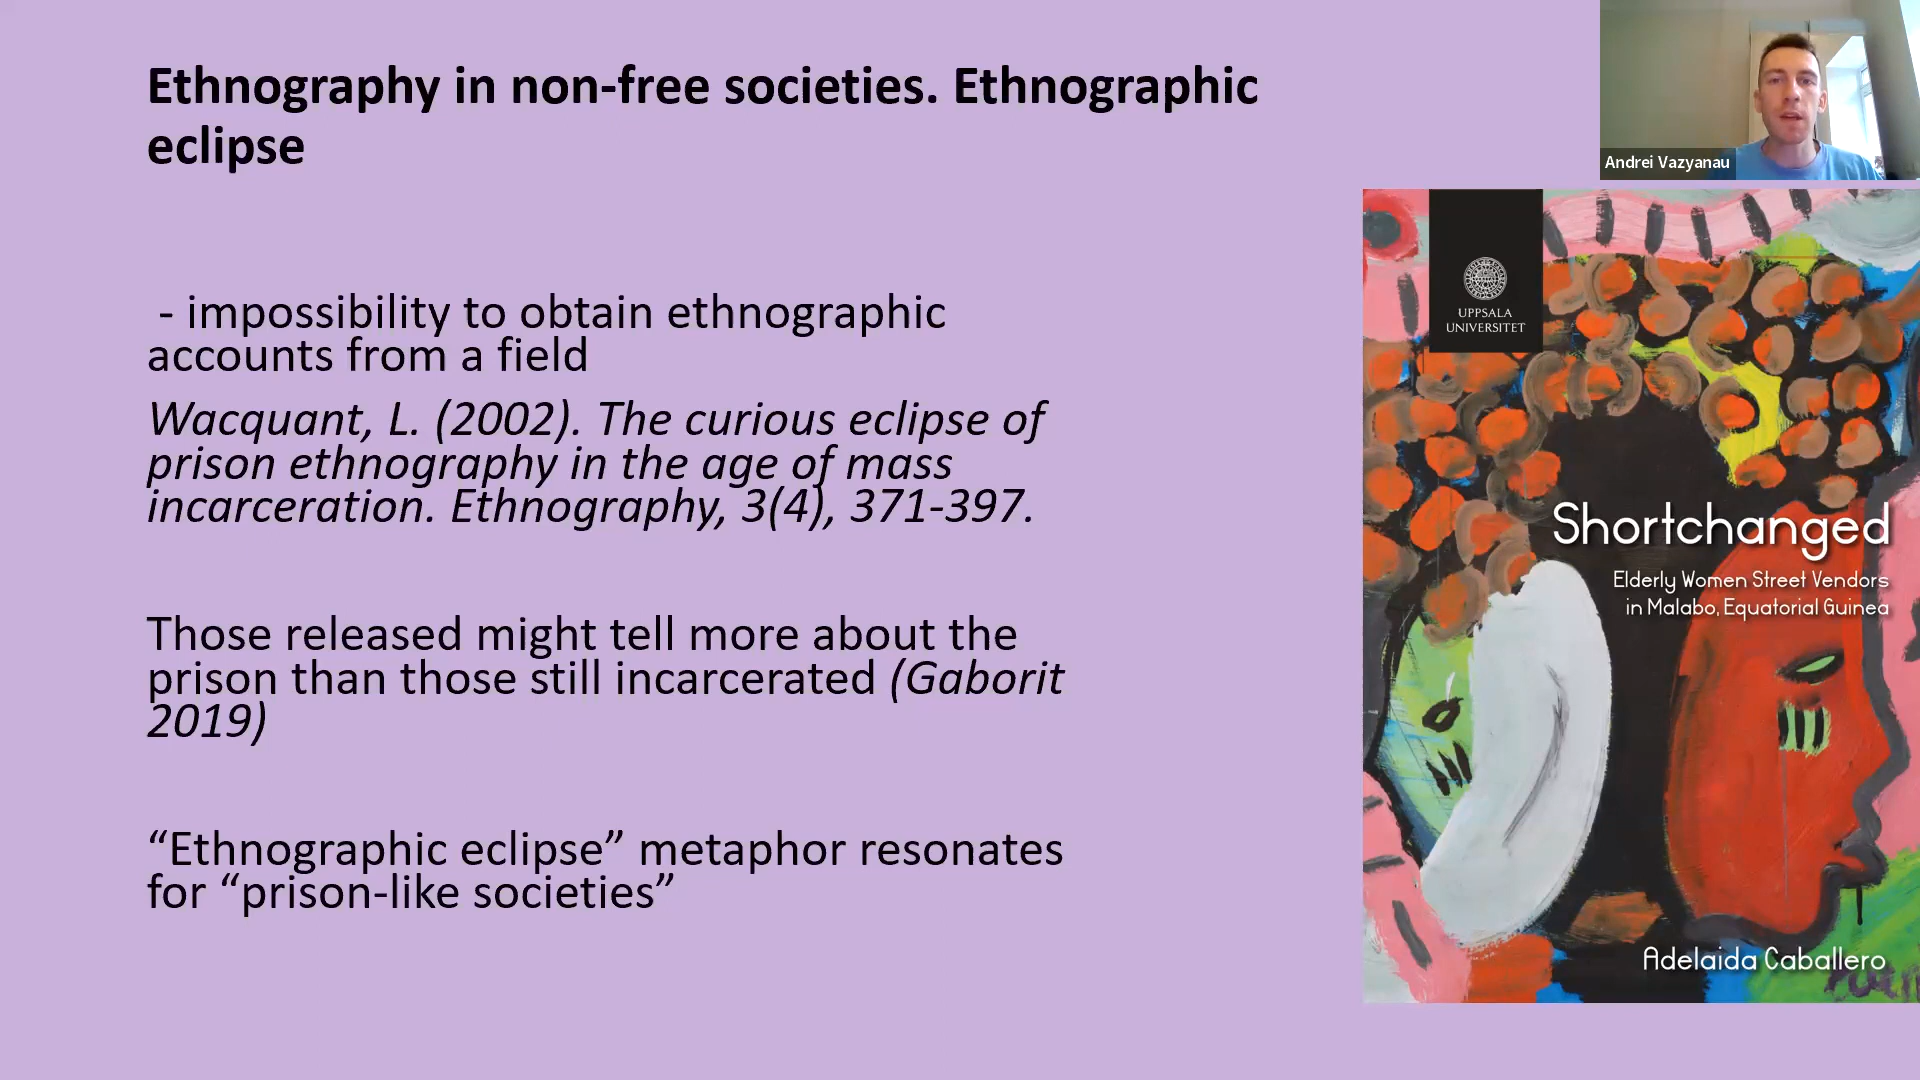 Ethnography in non-free societies. Ethnographic
eclipse
- impossibility to obtain ethnographic
accounts from a field
Wacquant, L. (2002). The curious eclipse of
prison ethnography in the age of mass
incarceration. Ethnography, 3(4), 371-397.
Those released might tell more about the
prison than those still incarcerated (Gaborit
2019)
“Ethnographic eclipse” metaphor resonates
for “prison-like societies”
Andrei Vazyanau
UPPSALA
UNIVERSITET
Shortchanged
Elderly Women Street Vendors
in Malabo, Equatorial Guinea
Adelaida Caballero